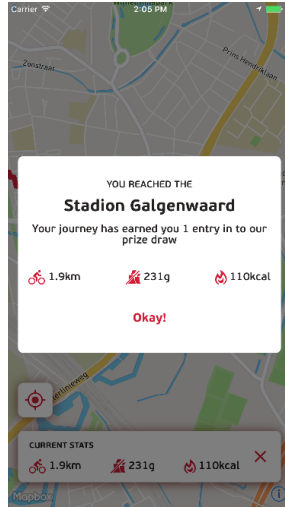 Carrier 2:05 PM
Wilhelminapark
Zonstraat
Prins Hendriklaan
YOU REACHED THE
Stadion Galgenwaard
Your journey has earned you 1 entry in to our
prize draw
1.9km 231g 110kcal
Okay!
CURRENT STATS
1.9km 231g 110kcal
Mapbox